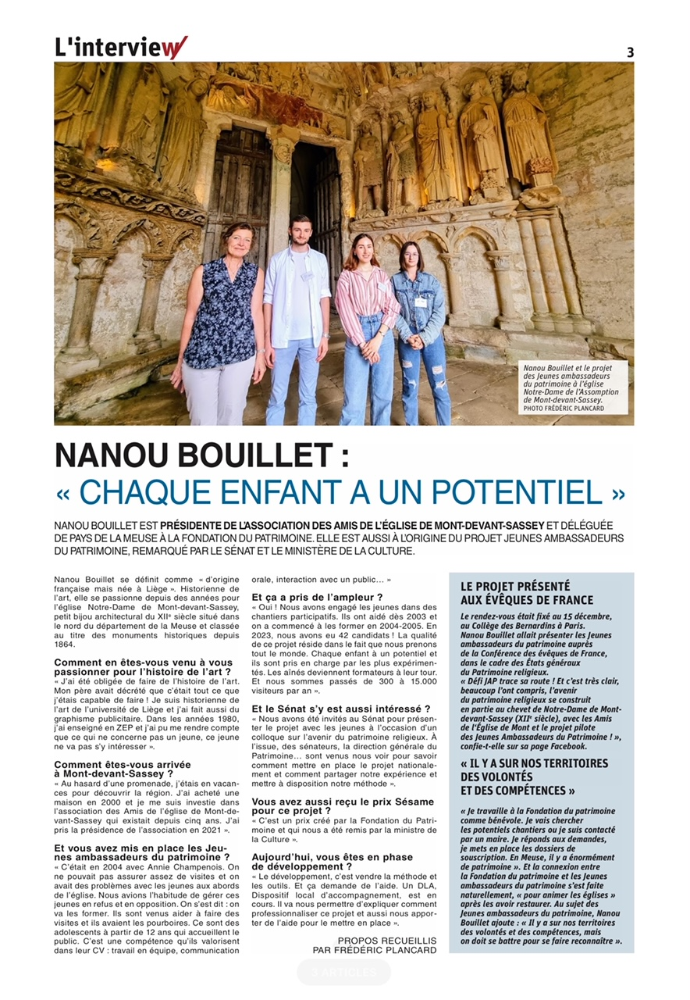 L'interview
3
Nanou Bouillet et le projet
des Jeunes ambassadeurs
du patrimoine à l'église
Notre-Dame de l'Assomption
de Mont-devant-Sassey.
PHOTO FRÉDÉRIC PLANCARD
NANOU BOUILLET :
« CHAQUE ENFANT A UN POTENTIEL »
NANOU BOUILLET EST PRÉSIDENTE DE L'ASSOCIATION DES AMIS DE L'ÉGLISE DE MONT-DEVANT-SASSEY ET DÉLÉGUÉE
DE PAYS DE LA MEUSE À LA FONDATION DU PATRIMOINE. ELLE EST AUSSI À L'ORIGINE DU PROJET JEUNES AMBASSADEURS
DU PATRIMOINE, REMARQUÉ PAR LE SÉNAT ET LE MINISTÈRE DE LA CULTURE.
Nanou Bouillet se définit comme « d'origine
française mais née à Liège ». Historienne de
l'art, elle se passionne depuis des années pour
l'église Notre-Dame de Mont-devant-Sassey,
petit bijou architectural du XIIe siècle situé dans
le nord du département de la Meuse et classée
au titre des monuments historiques depuis
1864.
Comment en êtes-vous venu à vous
passionner pour l'histoire de l'art ?
« J'ai été obligée de faire de l'histoire de l'art.
Mon père avait décrété que c'était tout ce que
j'étais capable de faire ! Je suis historienne de
l'art de l'université de Liège et j'ai fait aussi du
graphisme publicitaire. Dans les années 1980,
j'ai enseigné en ZEP et j'ai pu me rendre compte
que ce qui ne concerne pas un jeune, ce jeune
ne va pas s'y intéresser ».
Comment êtes-vous arrivée
à Mont-devant-Sassey ?
« Au hasard d'une promenade, j'étais en vacan-
ces pour découvrir la région. J'ai acheté une
maison en 2000 et je me suis investie dans
l'association des Amis de l'église de Mont-de-
vant-Sassey qui existait depuis cinq ans. J'ai
pris la présidence de l'association en 2021 ».
Et vous avez mis en place les Jeu-
nes ambassadeurs du patrimoine ?
« C'était en 2004 avec Annie Champenois. On
ne pouvait pas assurer assez de visites et on
avait des problèmes avec les jeunes aux abords
de l'église. Nous avions l'habitude de gérer ces
jeunes en refus et en opposition. On s'est dit : on
va les former. Ils sont venus aider à faire des
visites et ils avaient les pourboires. Ce sont des
adolescents à partir de 12 ans qui accueillent le
public. C'est une compétence qu'ils valorisent
dans leur CV : travail en équipe, communication
orale, interaction avec un public... »
Et ça a pris de l'ampleur ?
« Oui ! Nous avons engagé les jeunes dans des
chantiers participatifs. Ils ont aidé dès 2003 et
on a commencé à les former en 2004-2005. En
2023, nous avons eu 42 candidats ! La qualité
de ce projet réside dans le fait que nous prenons
tout le monde. Chaque enfant à un potentiel et
ils sont pris en charge par les plus expérimen-
tés. Les aînés deviennent formateurs à leur tour.
Et nous sommes passés de 300 à 15.000
visiteurs par an ».
Et le Sénat s'y est aussi intéressé ?
« Nous avons été invités au Sénat pour présen-
ter le projet avec les jeunes à l'occasion d'un
colloque sur l'avenir du patrimoine religieux. À
l'issue, des sénateurs, la direction générale du
Patrimoine... sont venus nous voir pour savoir
comment mettre en place le projet nationale-
ment et comment partager notre expérience et
mettre à disposition notre méthode ».
Vous avez aussi reçu le prix Sésame
pour ce projet ?
« C'est un prix créé par la Fondation du Patri-
moine et qui nous a été remis par la ministre de
la Culture ».
Aujourd'hui, vous êtes en phase
de développement ?
« Le développement, c'est vendre la méthode et
les outils. Et ça demande de l'aide. Un DLA,
Dispositif local d'accompagnement, est en
cours. Il va nous permettre d'expliquer comment
professionnaliser ce projet et aussi nous appor-
ter de l'aide pour le mettre en place ».
PROPOS RECUEILLIS
PAR FRÉDÉRIC PLANCARD
LE PROJET PRÉSENTÉ
AUX ÉVÊQUES DE FRANCE
Le rendez-vous était fixé au 15 décembre,
au Collège des Bernardins à Paris.
Nanou Bouillet allait présenter les Jeunes
ambassadeurs du patrimoine auprès
de la Conférence des évêques de France,
dans le cadre des États généraux
du Patrimoine religieux.
« Défi JAP trace sa route ! Et c'est très clair,
beaucoup l'ont compris, l'avenir
du patrimoine religieux se construit
en partie au chevet de Notre-Dame de Mont-
devant-Sassey (XIIe siècle), avec les Amis
de l'Église de Mont et le projet pilote
des Jeunes Ambassadeurs du Patrimoine ! »,
confie-t-elle sur sa page Facebook.
« IL Y A SUR NOS TERRITOIRES
DES VOLONTÉS
ET DES COMPÉTENCES »
« Je travaille à la Fondation du patrimoine
comme bénévole. Je vais chercher
les potentiels chantiers ou je suis contacté
par un maire. Je réponds aux demandes,
je mets en place les dossiers de
souscription. En Meuse, il y a énormément
de patrimoine ». Et la connexion entre
la Fondation du patrimoine et les Jeunes
ambassadeurs du patrimoine s'est faite
naturellement, « pour animer les églises »
après les avoir restaurer. Au sujet des
Jeunes ambassadeurs du patrimoine, Nanou
Bouillet ajoute : « Il y a sur nos territoires
des volontés et des compétences, mais
on doit se battre pour se faire reconnaître ».
3 ARTICLES